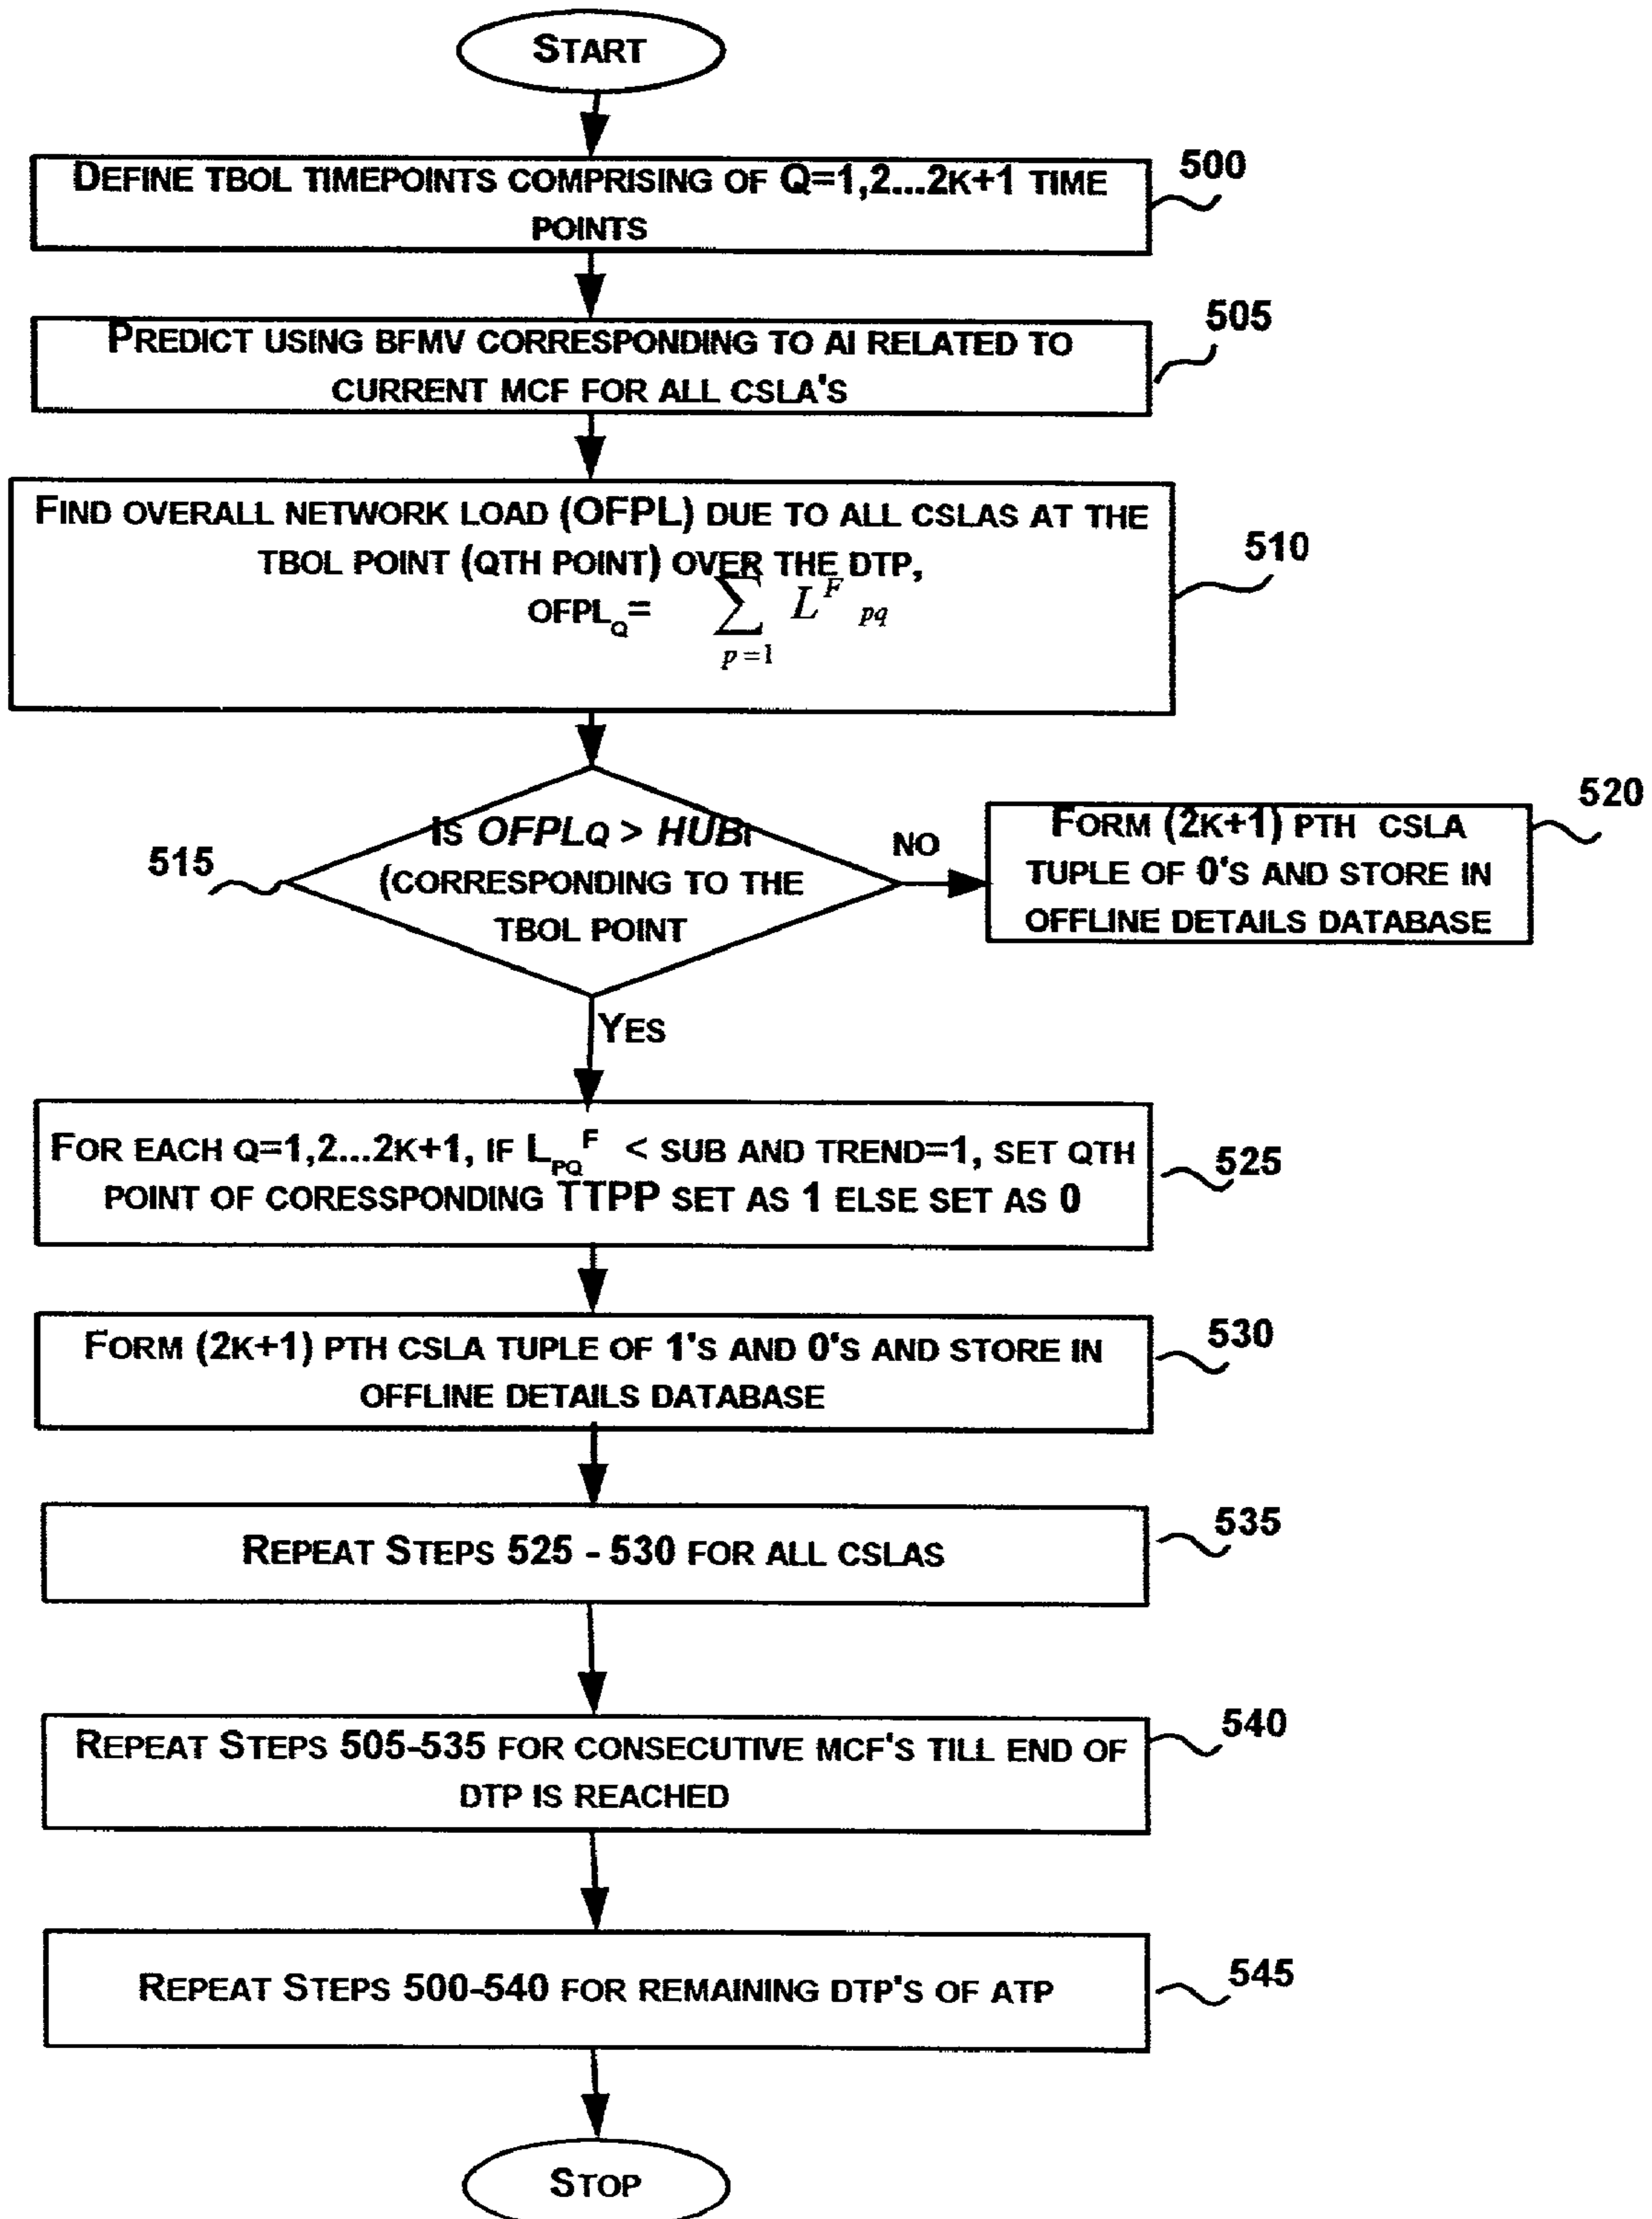 START
DEFINE TBOL TIMEPOINTS COMPRISING OF Q=1,2...2K+1 TIME
POINTS
500
PREDICT USING BFMV CORRESPONDING TO AI RELATED TO
CURRENT MCF FOR ALL CSLA'S
505
FIND OVERALL NETWORK LOAD (OFPL) DUE TO ALL CSLAS AT THE
TBOL POINT (QTH POINT) OVER THE DTP,
OFPL_Q= ∑_{p=1} L^F_{pq}
510
IS OFPLQ > HUBI
(CORRESPONDING TO THE
TBOL POINT
515
NO
FORM (2K+1) PTH CSLA
TUPLE OF 0'S AND STORE IN
OFFLINE DETAILS DATABASE
520
YES
FOR EACH Q=1,2...2K+1, IF L_{PQ}^F < SUB AND TREND=1, SET QTH
POINT OF CORESSPONDING TTPP SET AS 1 ELSE SET AS 0
525
FORM (2K+1) PTH CSLA TUPLE OF 1'S AND 0'S AND STORE IN
OFFLINE DETAILS DATABASE
530
REPEAT STEPS 525 - 530 FOR ALL CSLAS
535
REPEAT STEPS 505-535 FOR CONSECUTIVE MCF'S TILL END OF
DTP IS REACHED
540
REPEAT STEPS 500-540 FOR REMAINING DTP'S OF ATP
545
STOP